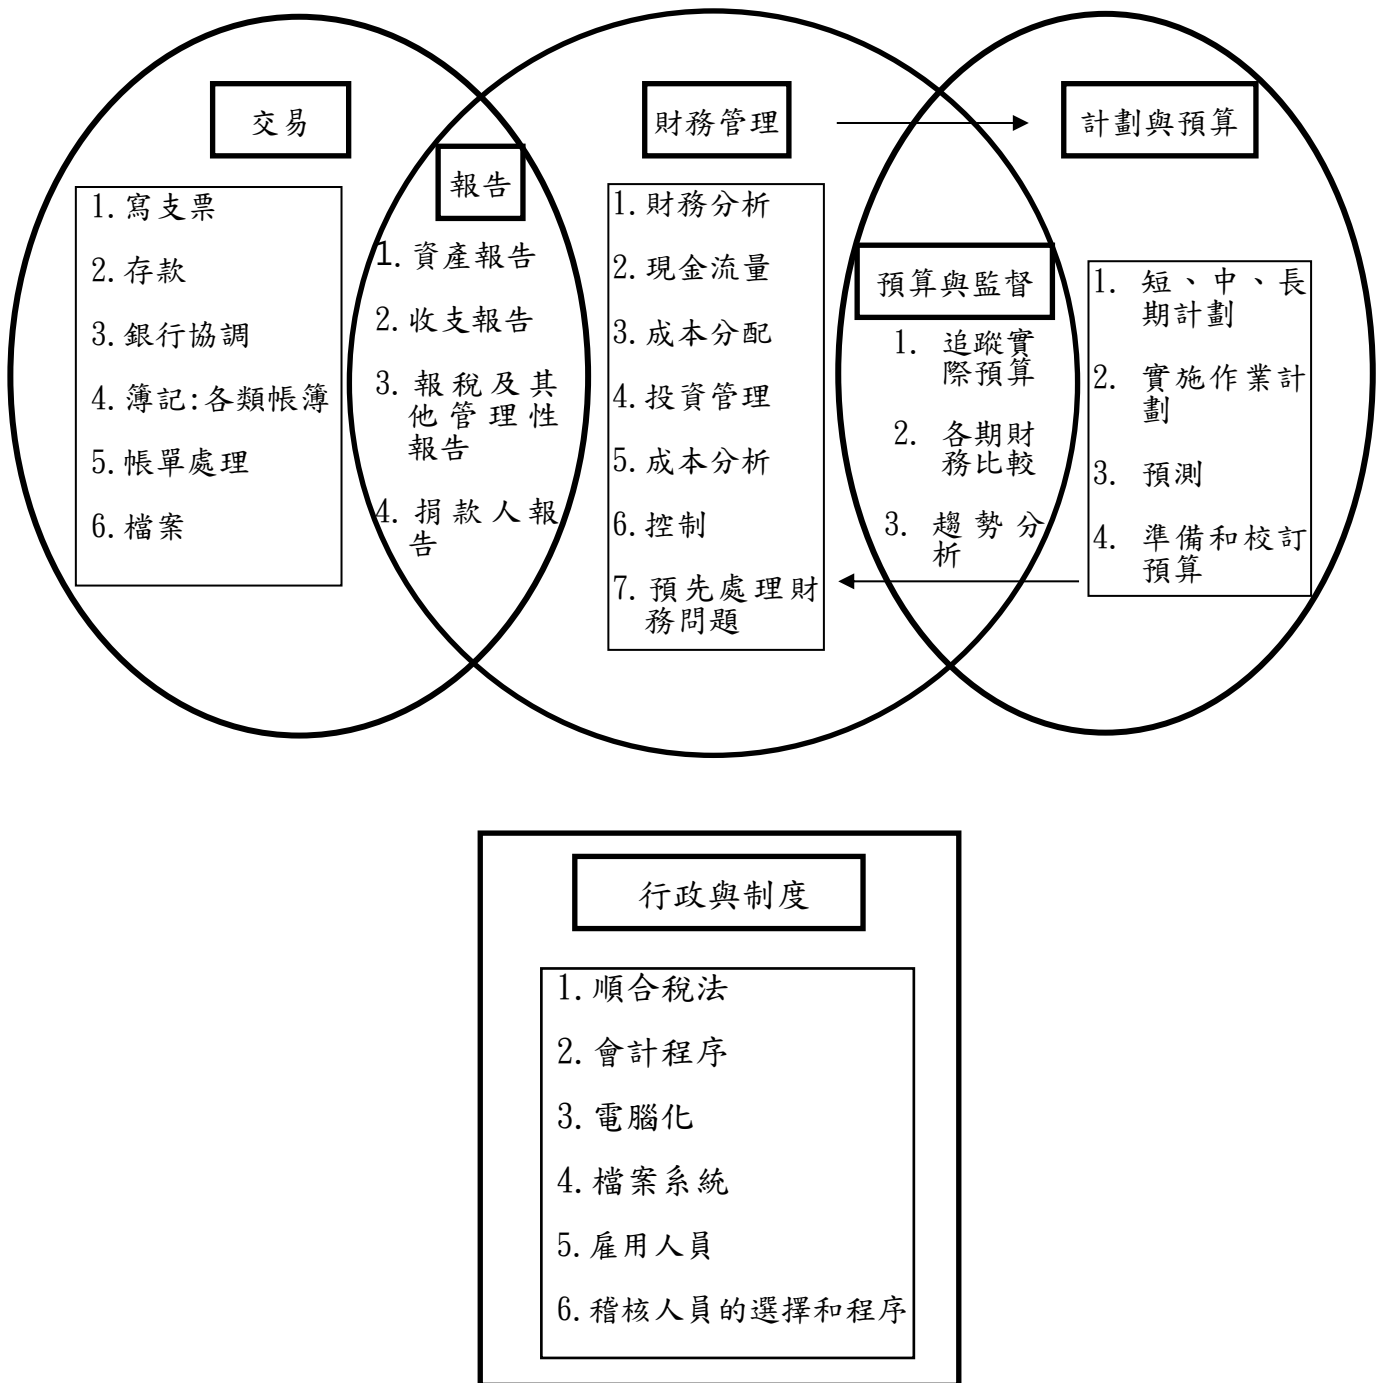 交易
1.寫支票
2.存款
3.銀行協調
4.簿記:各類帳簿
5.帳單處理
6.檔案
報告
1.資產報告
2.收支報告
3.報稅及其
他管理性
報告
4.捐款人報
告
財務管理
1.財務分析
2.現金流量
3.成本分配
4.投資管理
5.成本分析
6.控制
7.預先處理財
務問題
預算與監督
1. 追蹤實
際預算
2. 各期財
務比較
3. 趨勢分
析
計劃與預算
1. 短、中、長
期計劃
2. 實施作業計
劃
3. 預測
4. 準備和校訂
預算
行政與制度
1.順合稅法
2.會計程序
3.電腦化
4.檔案系統
5.雇用人員
6.稽核人員的選擇和程序